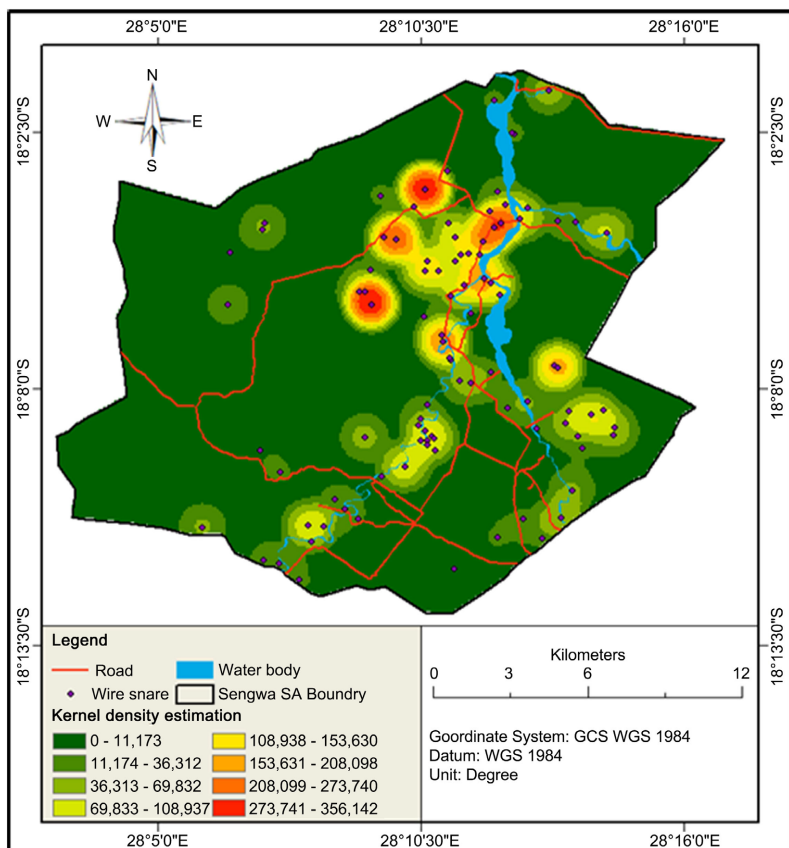 28°5'0"E 28°10'30"E 28°16'0"E
N
W E
S
18°2'30"S 18°2'30"S
18°8'0"S 18°8'0"S
18°13'30"S 18°13'30"S
Legend
Road Water body
Wire snare Sengwa SA Boundry
Kernel density estimation
0 - 11,173 108,938 - 153,630
11,174 - 36,312 153,631 - 208,098
36,313 - 69,832 208,099 - 273,740
69,833 - 108,937 273,741 - 356,142
Kilometers
0 3 6 12
Goordinate System: GCS WGS 1984
Datum: WGS 1984
Unit: Degree
28°5'0"E 28°10'30"E 28°16'0"E